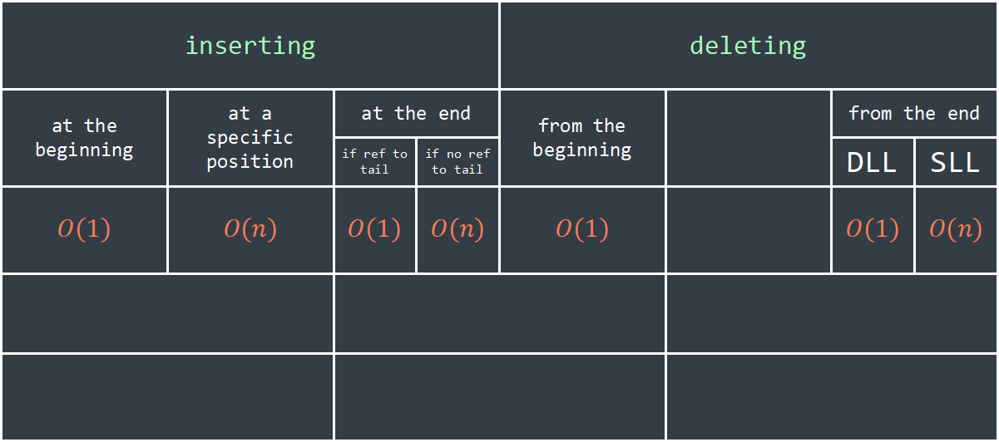 inserting
deleting
at the
beginning
at a
specific
position
at the end
if ref to
tail
if no ref
to tail
from the
beginning
from the end
DLL
SLL
O(1)
O(n)
O(1)
O(n)
O(1)
O(1)
O(n)